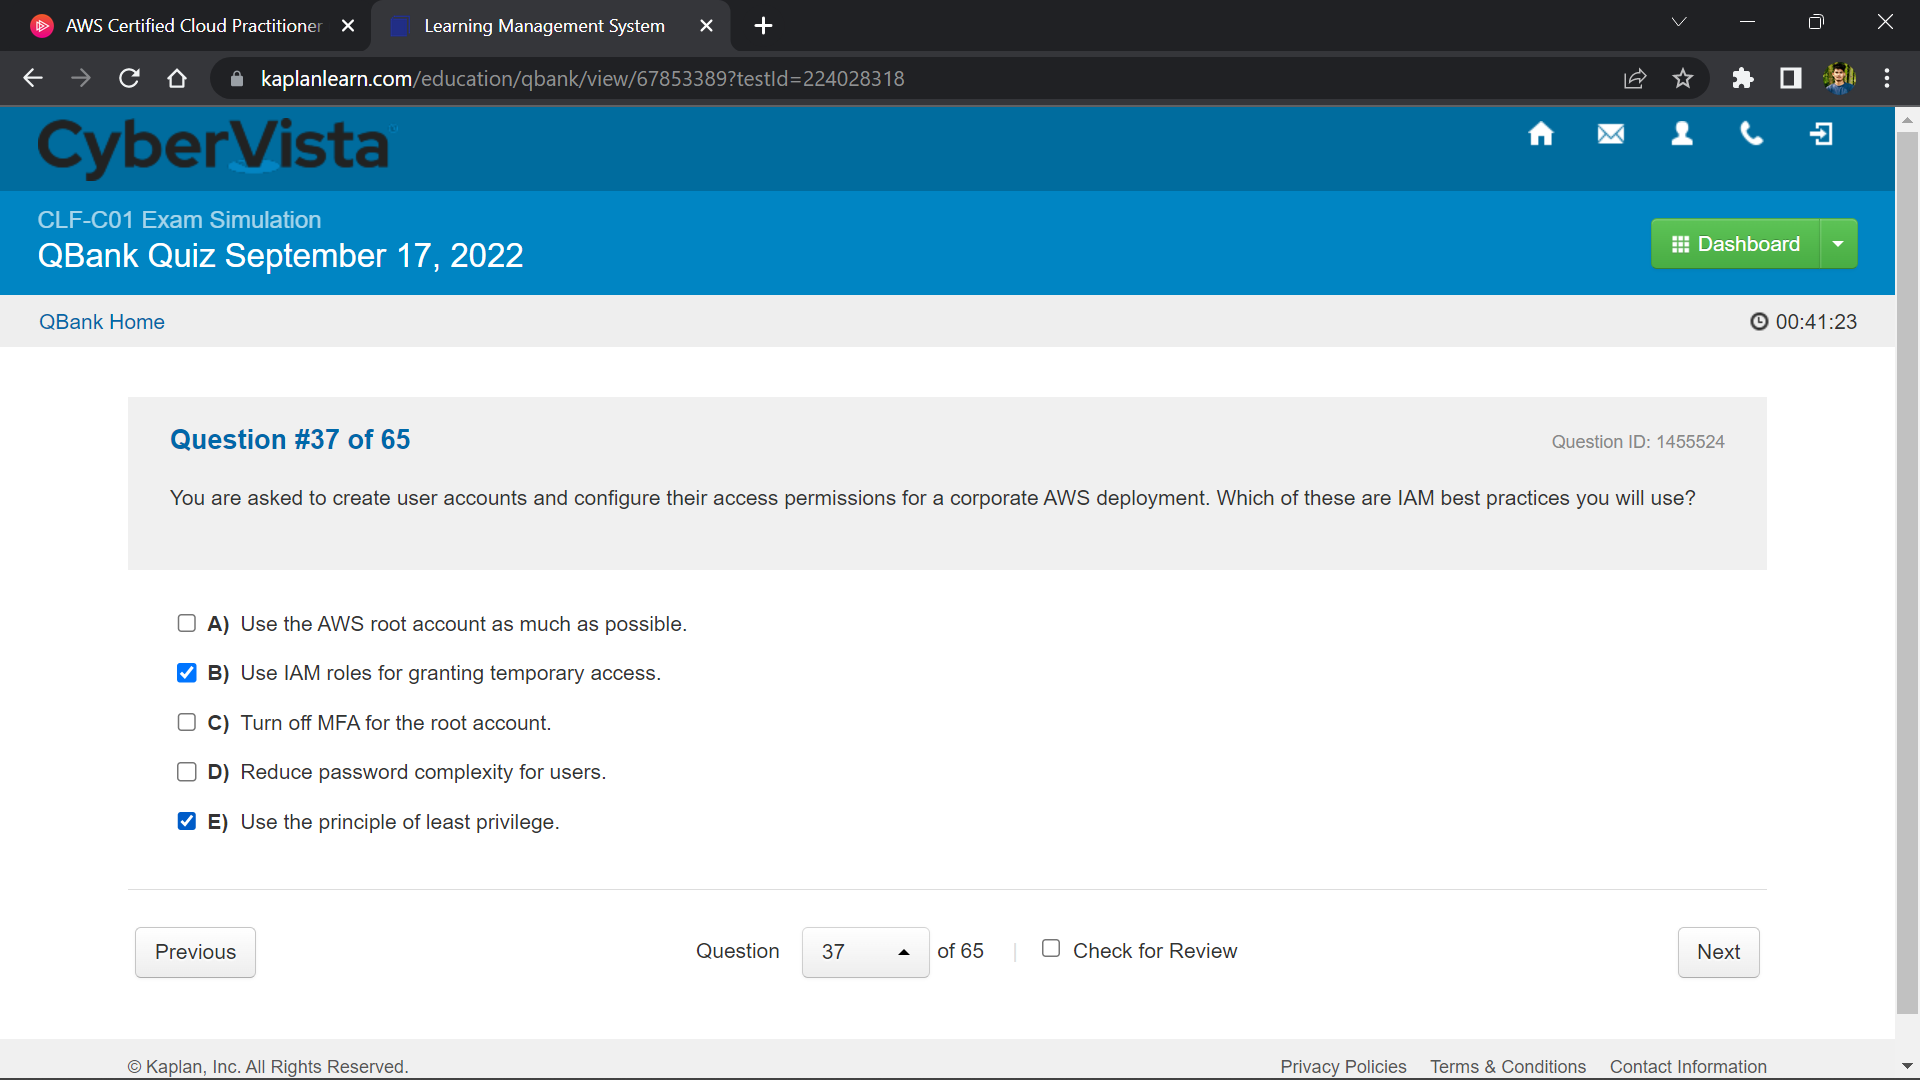 AWS Certified Cloud Practitioner
Learning Management System
kaplanlearn.com/education/qbank/view/67853389?testId=224028318
CyberVista
CLF-C01 Exam Simulation
QBank Quiz September 17, 2022
Dashboard
QBank Home
00:41:23
Question #37 of 65
Question ID: 1455524
You are asked to create user accounts and configure their access permissions for a corporate AWS deployment. Which of these are IAM best practices you will use?
A) Use the AWS root account as much as possible.
B) Use IAM roles for granting temporary access.
C) Turn off MFA for the root account.
D) Reduce password complexity for users.
E) Use the principle of least privilege.
Previous
Question 37 of 65
Check for Review
Next
© Kaplan, Inc. All Rights Reserved.
Privacy Policies Terms & Conditions Contact Information